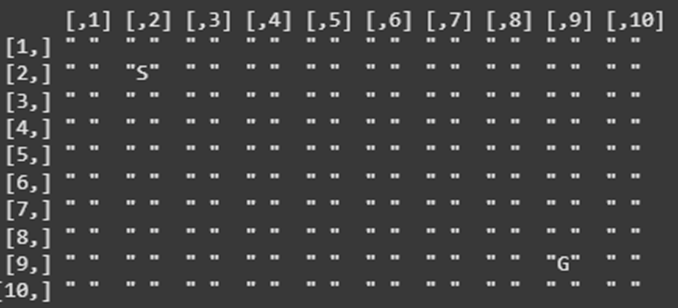 [,1] [,2] [,3] [,4] [,5] [,6] [,7] [,8] [,9] [,10]
[1,] " " " " " " " " " " " " " " " " " " " "
[2,] " " "S" " " " " " " " " " " " " " " " "
[3,] " " " " " " " " " " " " " " " " " " " "
[4,] " " " " " " " " " " " " " " " " " " " "
[5,] " " " " " " " " " " " " " " " " " " " "
[6,] " " " " " " " " " " " " " " " " " " " "
[7,] " " " " " " " " " " " " " " " " " " " "
[8,] " " " " " " " " " " " " " " " " " " " "
[9,] " " " " " " " " " " " " " " " " "G" " "
[10,] " " " " " " " " " " " " " " " " " " " "